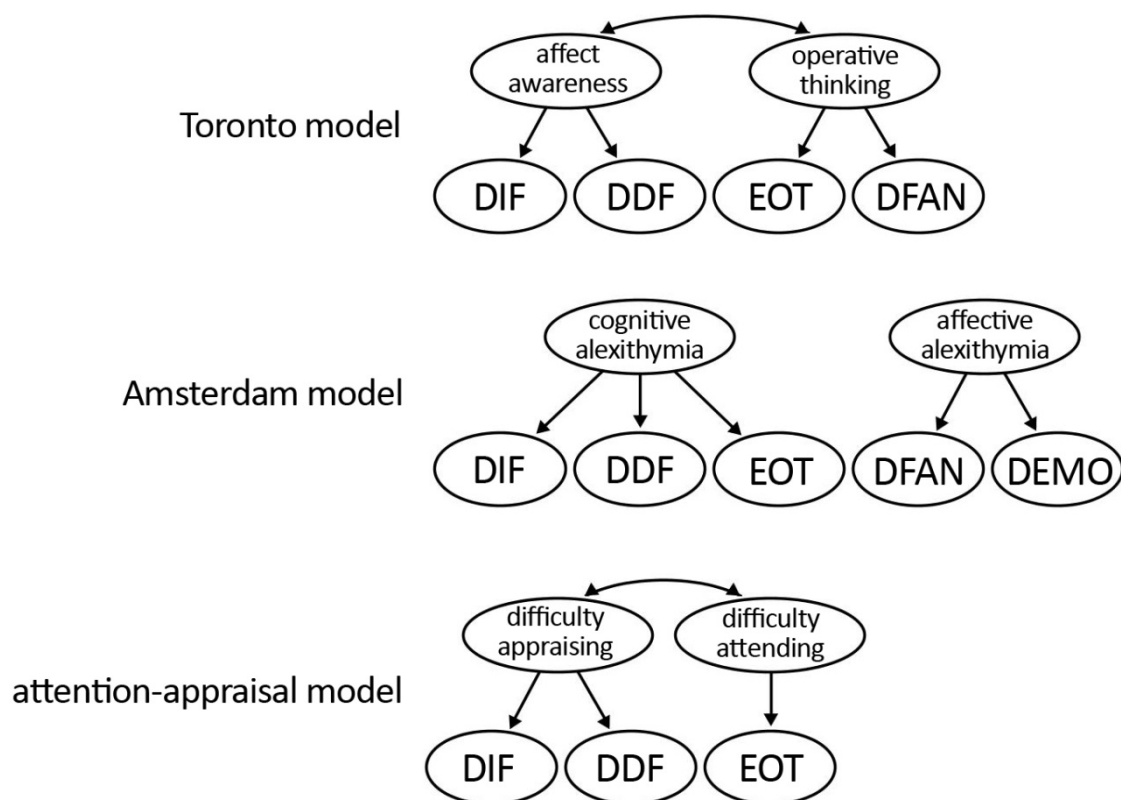 affect
awareness
operative
thinking
Toronto model
DIF
DDF
EOT
DFAN
cognitive
alexithymia
affective
alexithymia
Amsterdam model
DIF
DDF
EOT
DFAN
DEMO
difficulty
appraising
difficulty
attending
attention-appraisal model
DIF
DDF
EOT